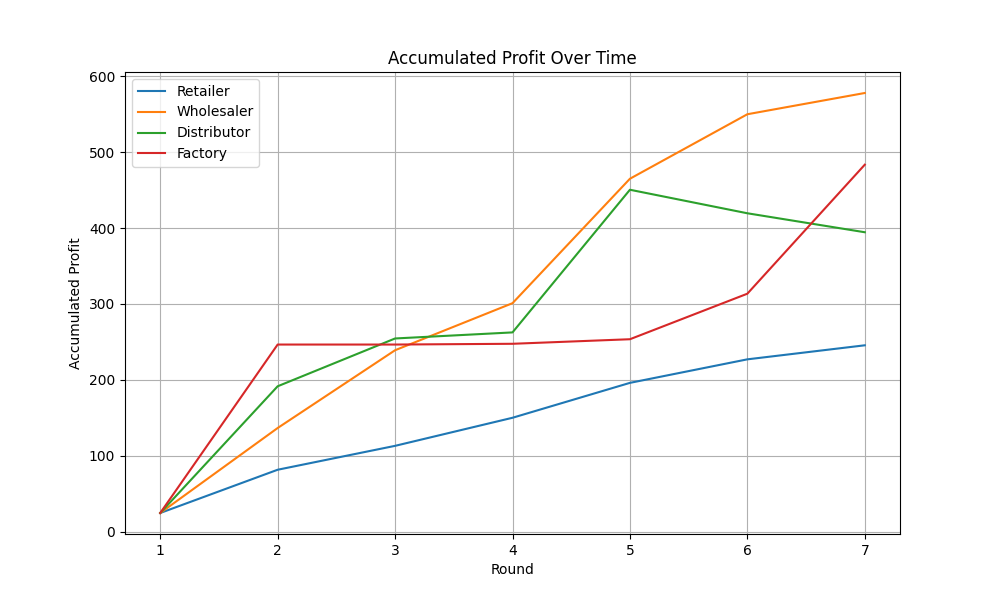 Accumulated Profit Over Time
Accumulated Profit
600
500
400
300
200
100
0
Retailer
Wholesaler
Distributor
Factory
1 2 3 4 5 6 7
Round